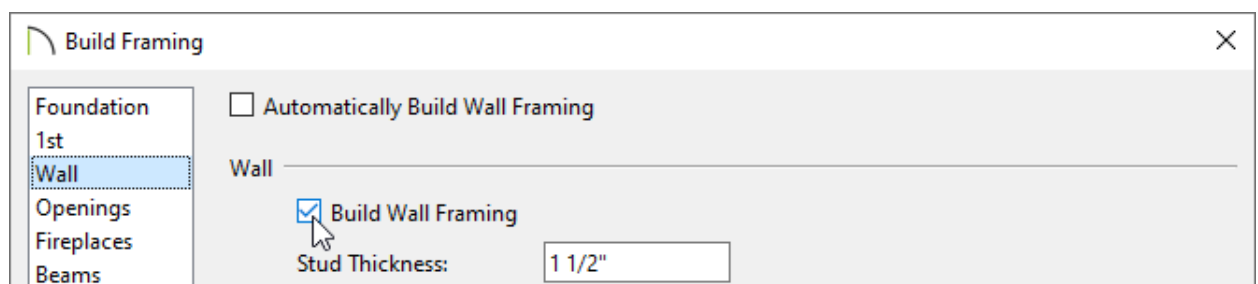 Build Framing
Foundation
1st
Wall
Openings
Fireplaces
Beams
Automatically Build Wall Framing
Wall
Build Wall Framing
Stud Thickness: 1 1/2"